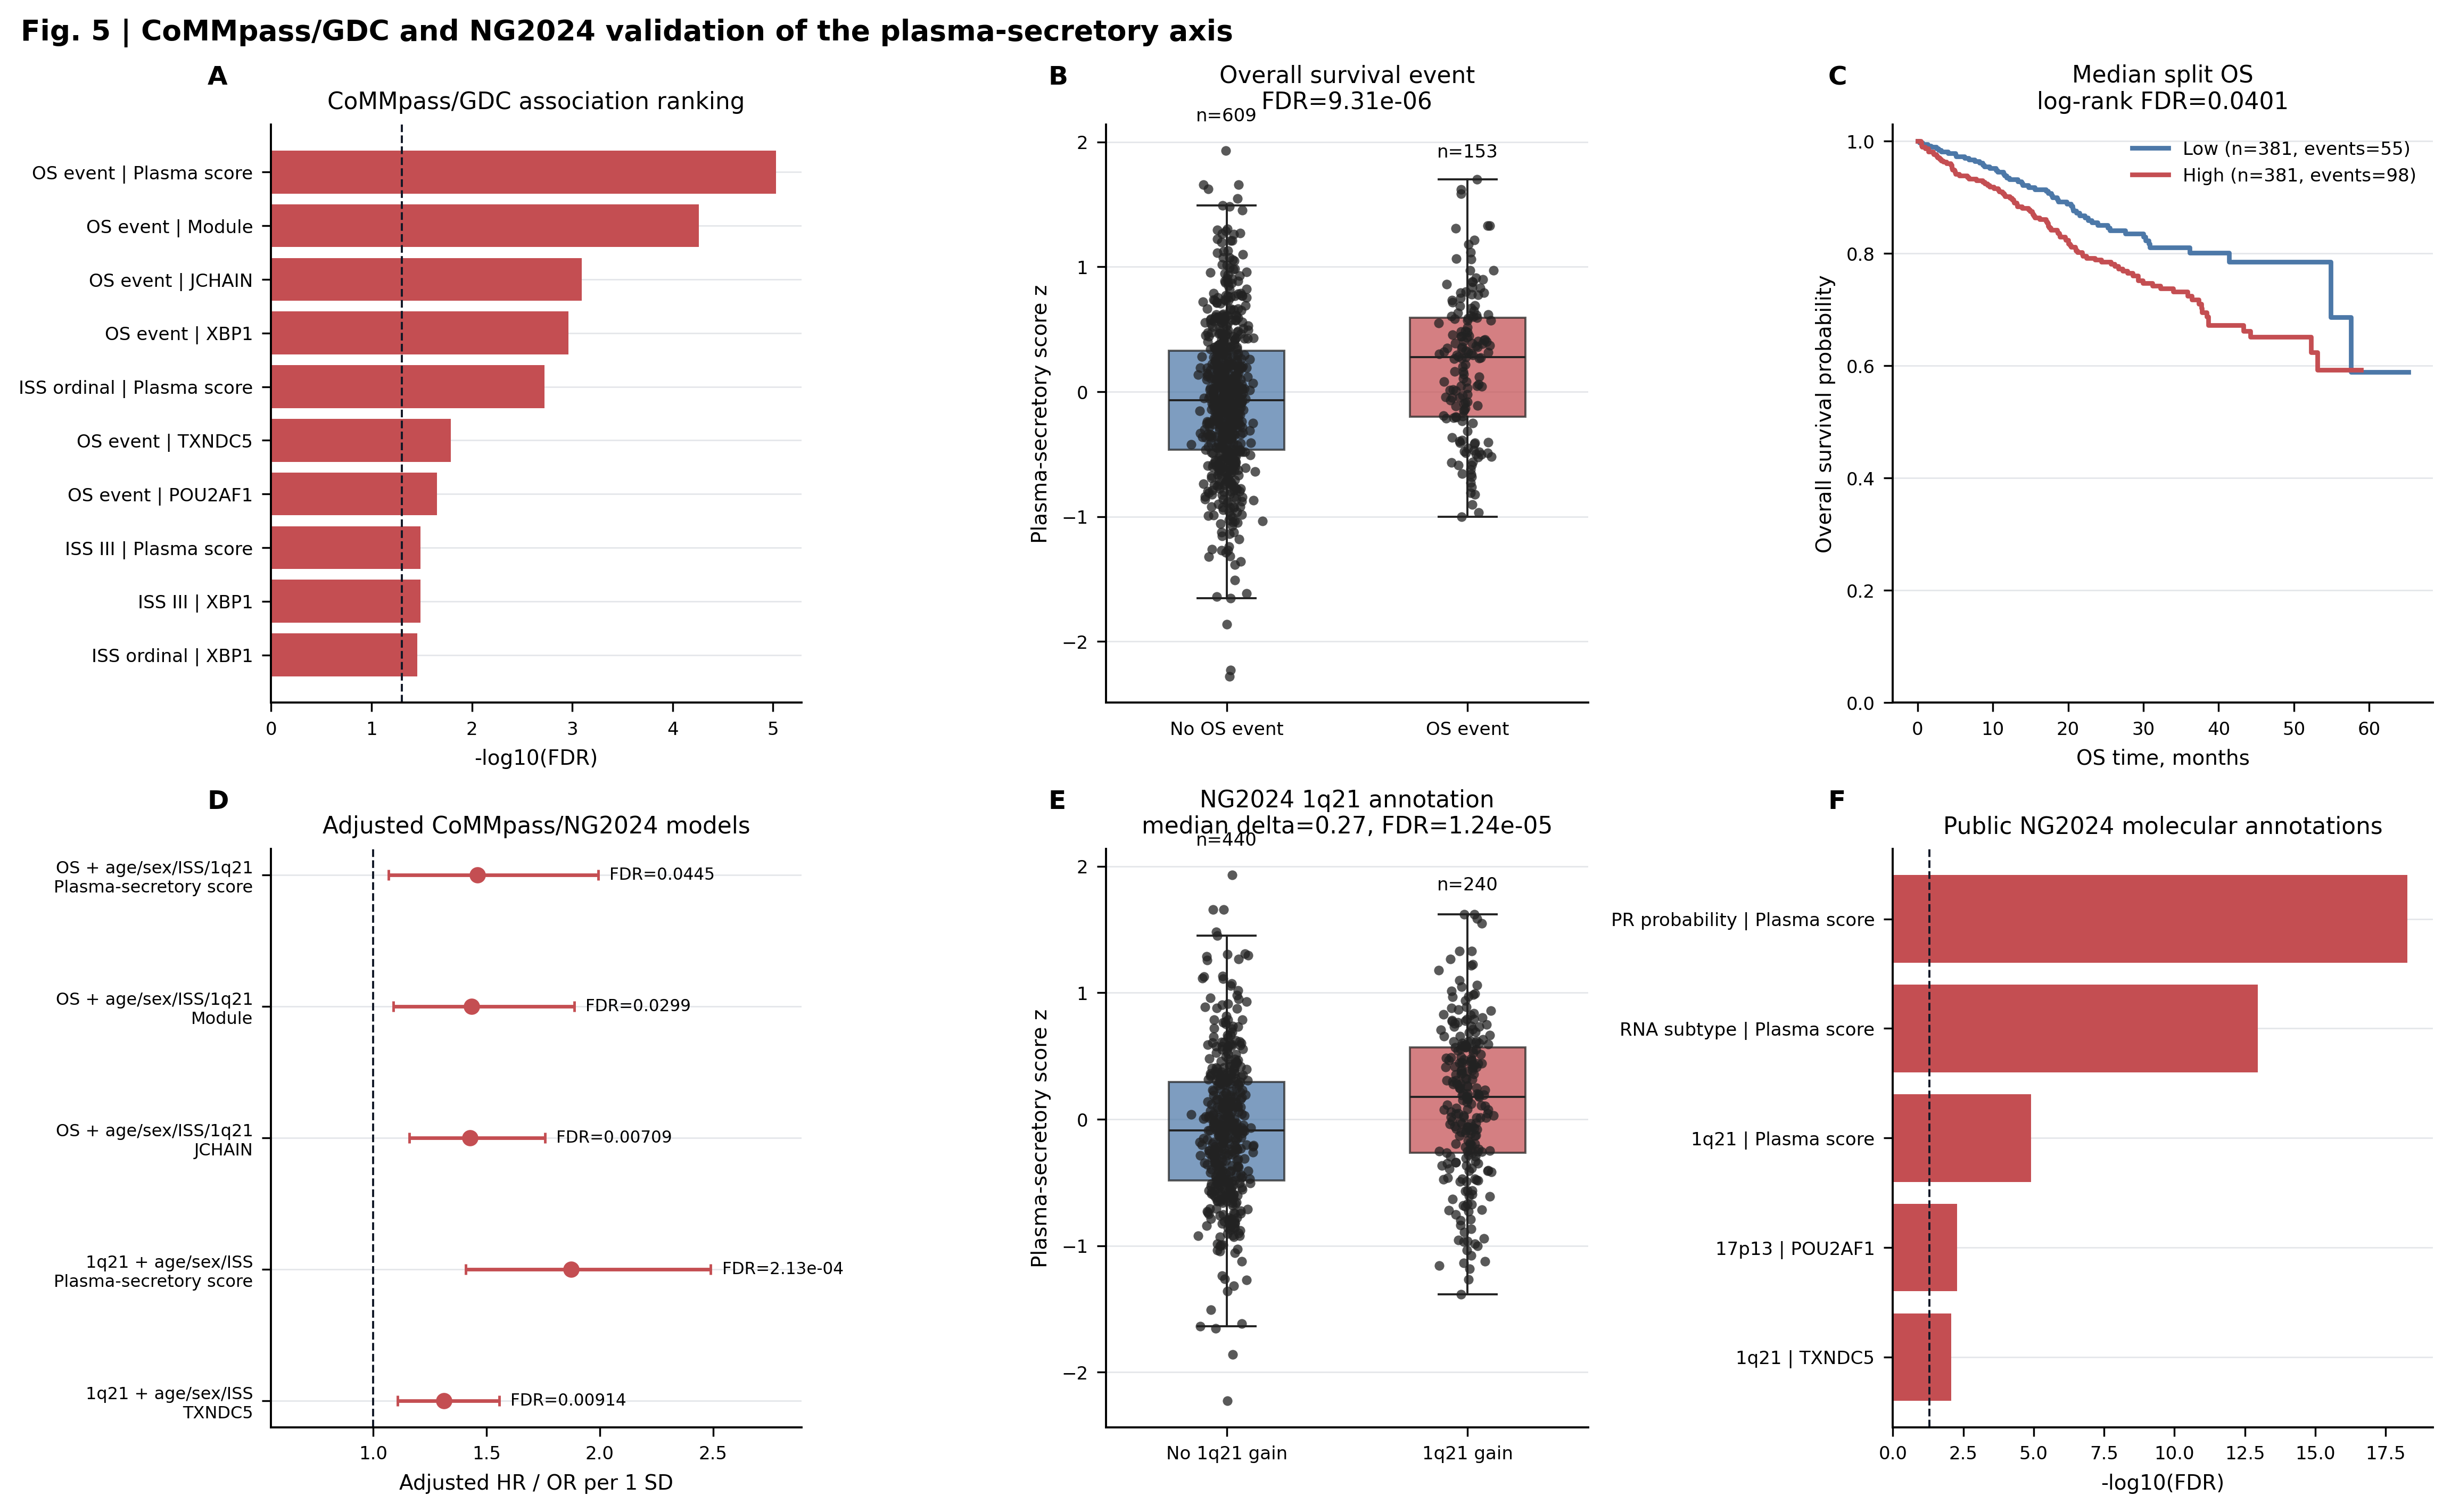 Fig. 5 | CoMMpass/GDC and NG2024 validation of the plasma-secretory axis
A
CoMMpass/GDC association ranking
OS event | Plasma score
OS event | Module
OS event | JCHAIN
OS event | XBP1
ISS ordinal | Plasma score
OS event | TXNDC5
OS event | POU2AF1
ISS III | Plasma score
ISS III | XBP1
ISS ordinal | XBP1
0 1 2 3 4 5
-log10(FDR)
B
Overall survival event
FDR=9.31e-06
n=609
n=153
Plasma-secretory score z
2
1
0
−1
−2
No OS event OS event
C
Median split OS
log-rank FDR=0.0401
Low (n=381, events=55)
High (n=381, events=98)
Overall survival probability
1.0
0.8
0.6
0.4
0.2
0.0
0 10 20 30 40 50 60
OS time, months
D
Adjusted CoMMpass/NG2024 models
OS + age/sex/ISS/1q21
Plasma-secretory score
FDR=0.0445
OS + age/sex/ISS/1q21
Module
FDR=0.0299
OS + age/sex/ISS/1q21
JCHAIN
FDR=0.00709
1q21 + age/sex/ISS
Plasma-secretory score
FDR=2.13e-04
1q21 + age/sex/ISS
TXNDC5
FDR=0.00914
1.0 1.5 2.0 2.5
Adjusted HR / OR per 1 SD
E
NG2024 1q21 annotation
median delta=0.27, FDR=1.24e-05
n=440
n=240
Plasma-secretory score z
2
1
0
−1
−2
No 1q21 gain 1q21 gain
F
Public NG2024 molecular annotations
PR probability | Plasma score
RNA subtype | Plasma score
1q21 | Plasma score
17p13 | POU2AF1
1q21 | TXNDC5
0.0 2.5 5.0 7.5 10.0 12.5 15.0 17.5
-log10(FDR)